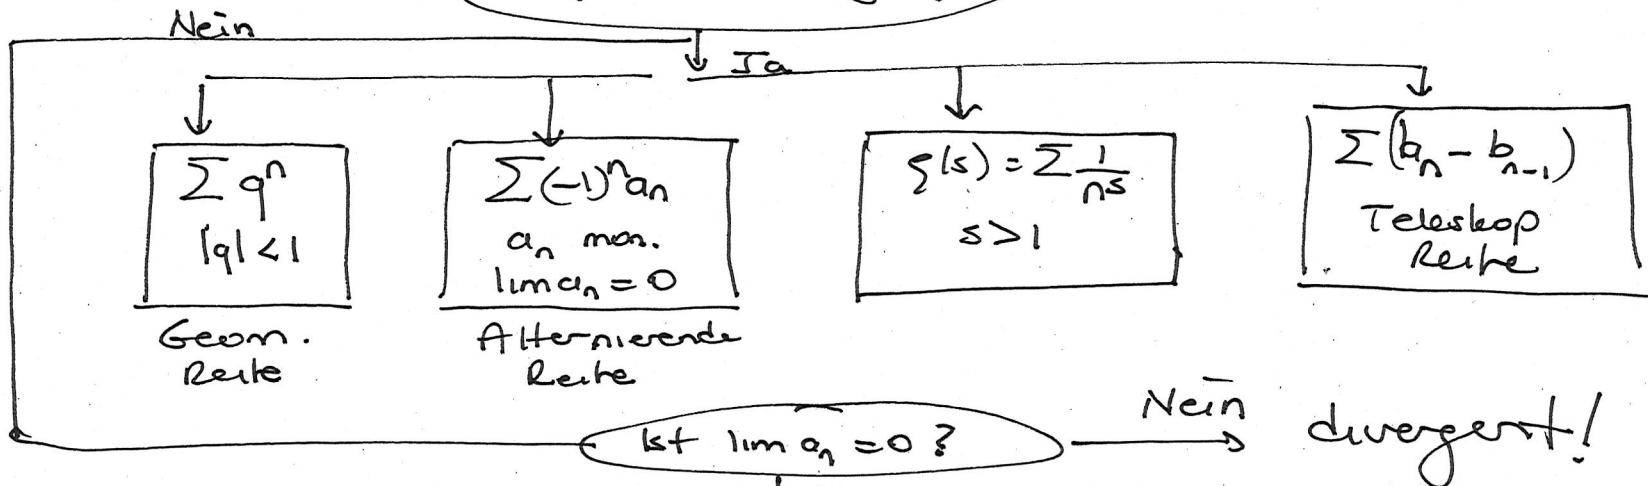 Nein
Ja
∑ qⁿ
|q| < 1
Geom.
Reihe
∑(-1)ⁿ aₙ
aₙ mon.
lim aₙ = 0
Alternierende
Reihe
ζ(s) = ∑ 1/nˢ
s > 1
∑(bₙ - bₙ₋₁)
Teleskop
Reihe
Ist lim aₙ = 0 ?
Nein
divergent!